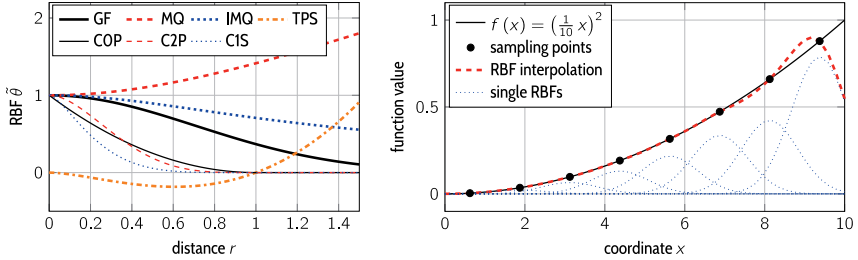 GF MQ IMQ TPS
C0P C2P C1S
2
1
0
RBF θ̃
0 0.2 0.4 0.6 0.8 1 1.2 1.4
distance r
f (x) = (1/10 x)²
sampling points
RBF interpolation
single RBFs
1
0.5
0
function value
0 2 4 6 8 10
coordinate x